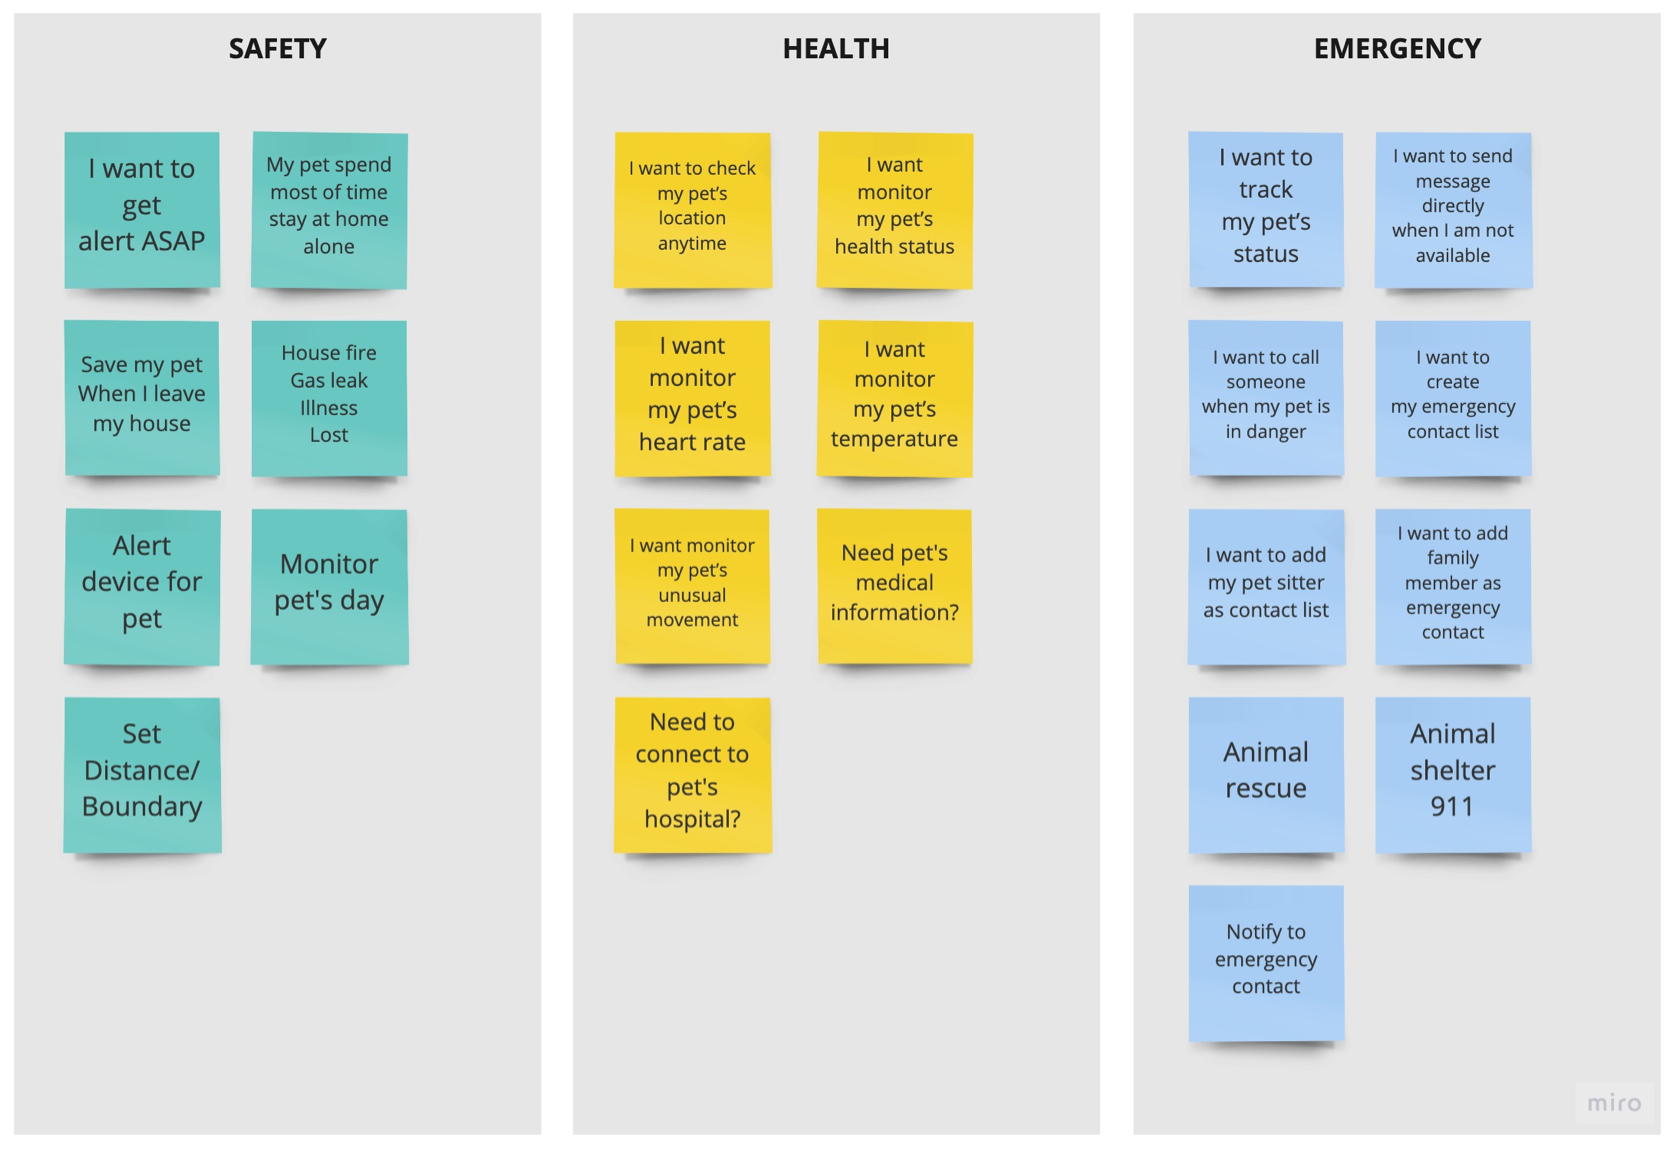 SAFETY
I want to
get
alert ASAP
My pet spend
most of time
stay at home
alone
Save my pet
When I leave
my house
House fire
Gas leak
Illness
Lost
Alert
device for
pet
Monitor
pet's day
Set
Distance/
Boundary
HEALTH
I want to check
my pet’s
location
anytime
I want
monitor
my pet’s
health status
I want
monitor
my pet’s
heart rate
I want
monitor
my pet’s
temperature
I want monitor
my pet’s
unusual
movement
Need pet's
medical
information?
Need to
connect to
pet's
hospital?
EMERGENCY
I want to
track
my pet’s
status
I want to send
message
directly
when I am not
available
I want to call
someone
when my pet is
in danger
I want to
create
my emergency
contact list
I want to add
my pet sitter
as contact list
I want to add
family
member as
emergency
contact
Animal
rescue
Animal
shelter
911
Notify to
emergency
contact
miro